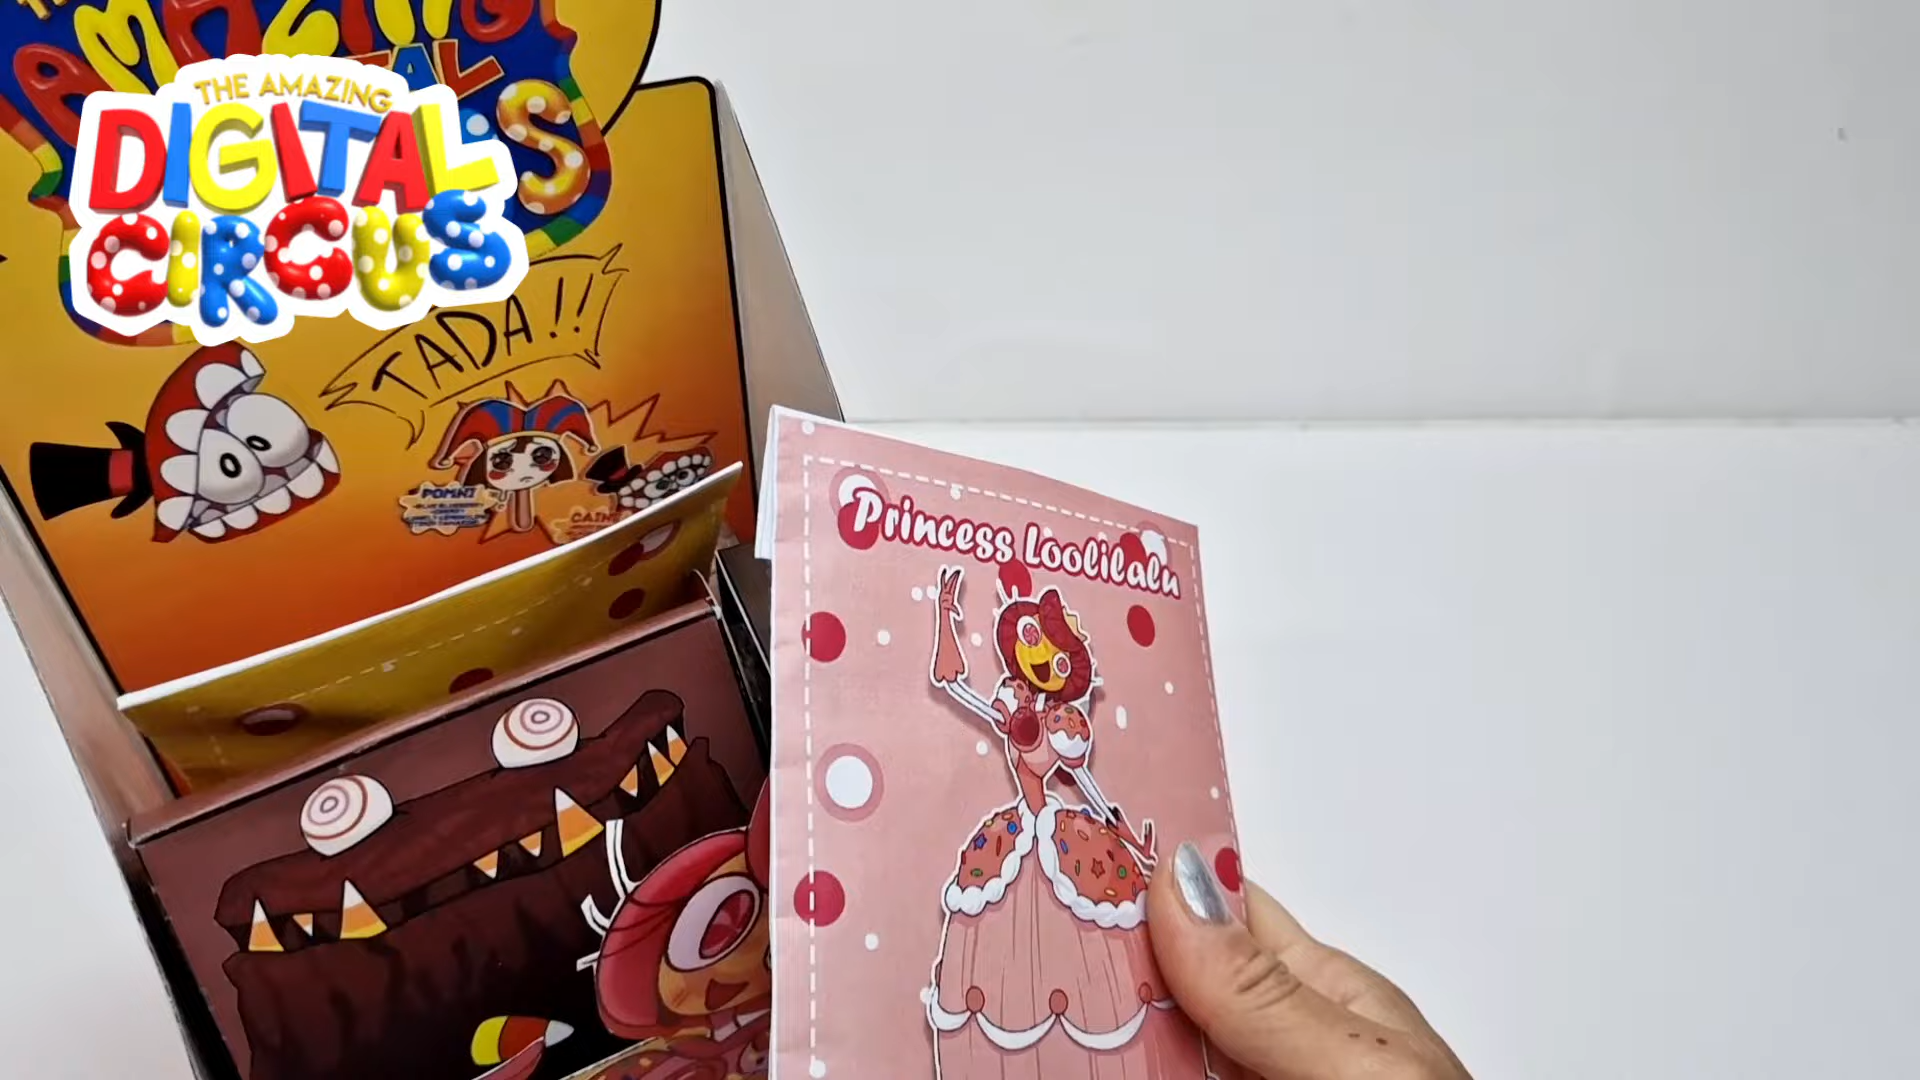 THE AMAZING
DIGITAL
CIRCUS
TADA!!
POMNI
Princess Loolilalu